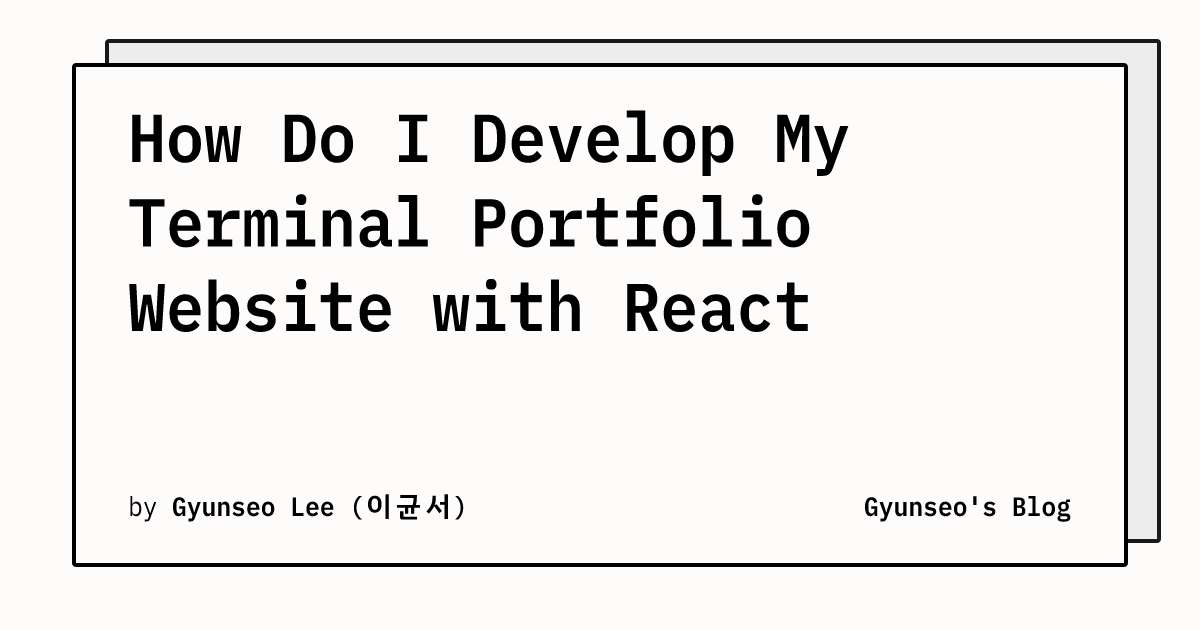 How Do I Develop My
Terminal Portfolio
Website with React
by Gyunseo Lee (이균서)
Gyunseo's Blog